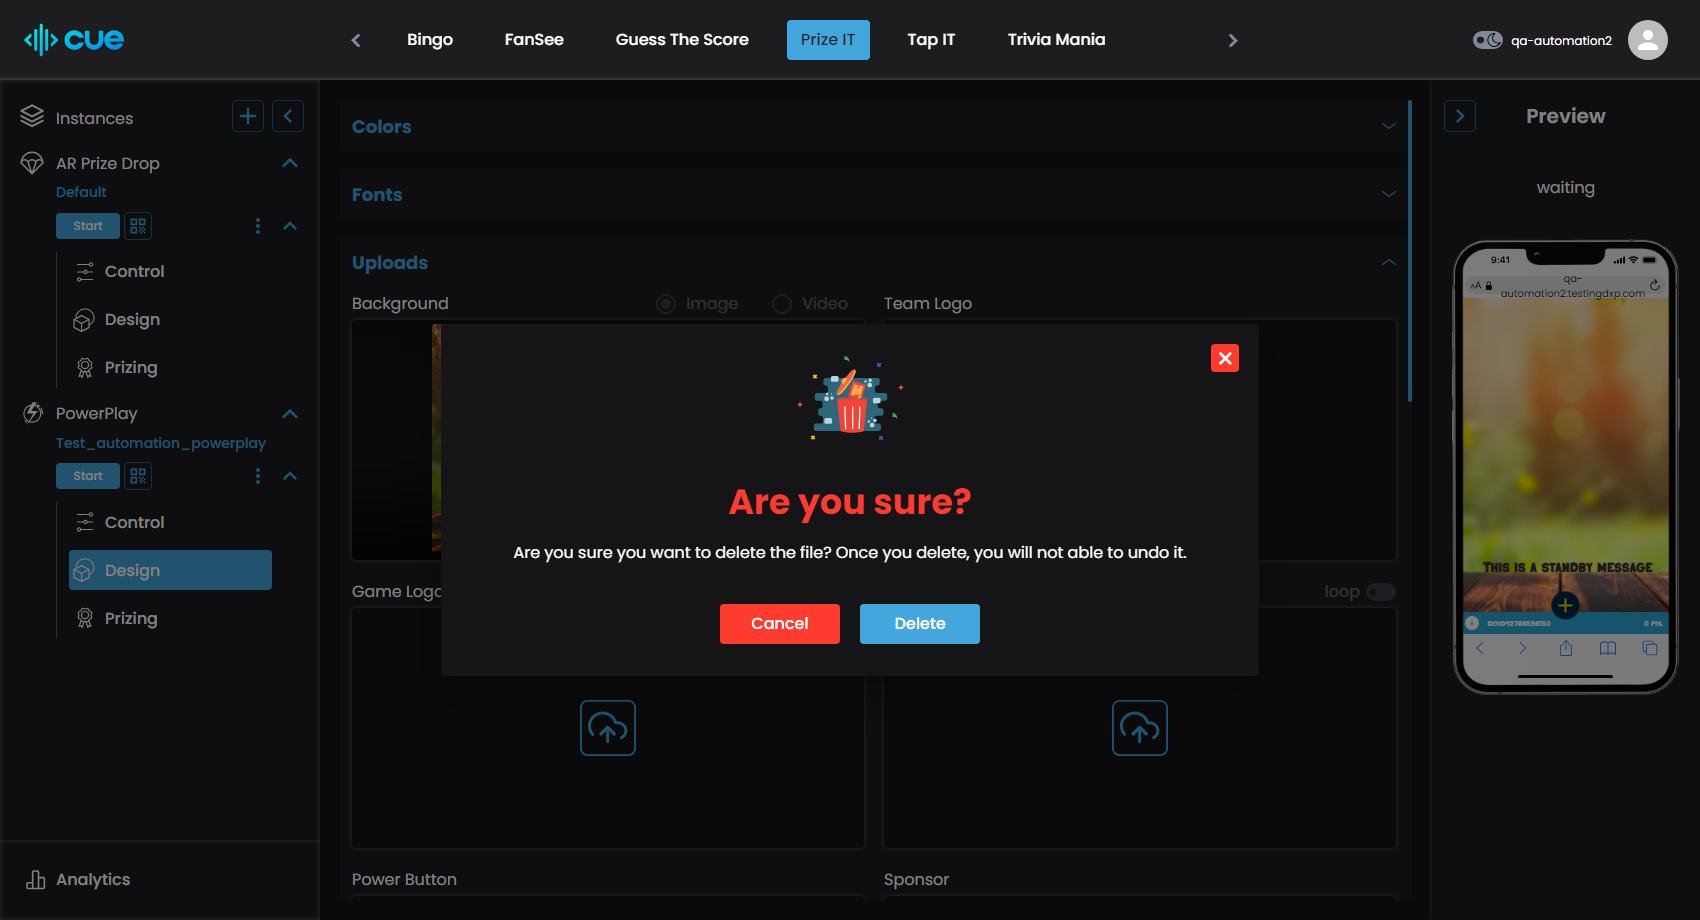 cue
Bingo
FanSee
Guess The Score
Prize IT
Tap IT
Trivia Mania
qa-automation2
Instances
AR Prize Drop
Default
Start
Control
Design
Prizing
PowerPlay
Test_automation_powerplay
Start
Control
Design
Prizing
Analytics
Colors
Fonts
Uploads
Background
Image
Video
Team Logo
Are you sure?
Are you sure you want to delete the file? Once you delete, you will not able to undo it.
Cancel
Delete
Game Logo
loop
Power Button
Sponsor
Preview
waiting
9:41
AA
qa-
automation2.testingdxp.com
This is a standby message
0 PTS.